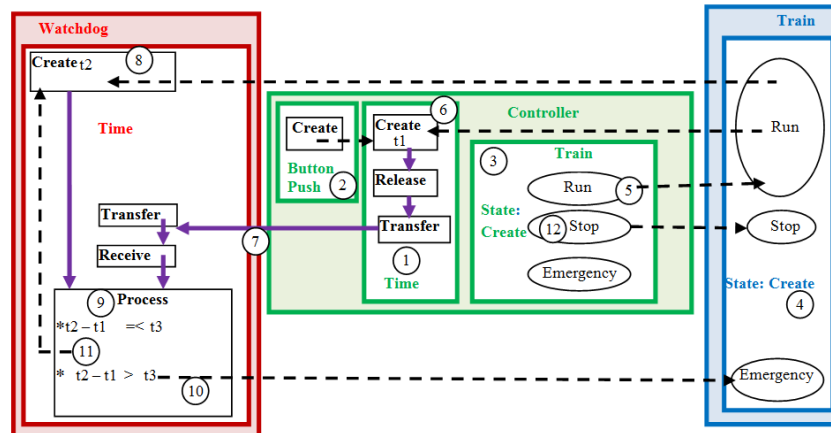 Watchdog
Create t2
8
Time
Transfer
Receive
7
9
Process
*t2 – t1 =< t3
11
* t2 – t1 > t3
10
Controller
Create
Button
Push
2
6
Create
t1
Release
Transfer
1
Time
3
Train
Run
5
State:
Create
12
Stop
Emergency
Train
Run
Stop
State: Create
4
Emergency